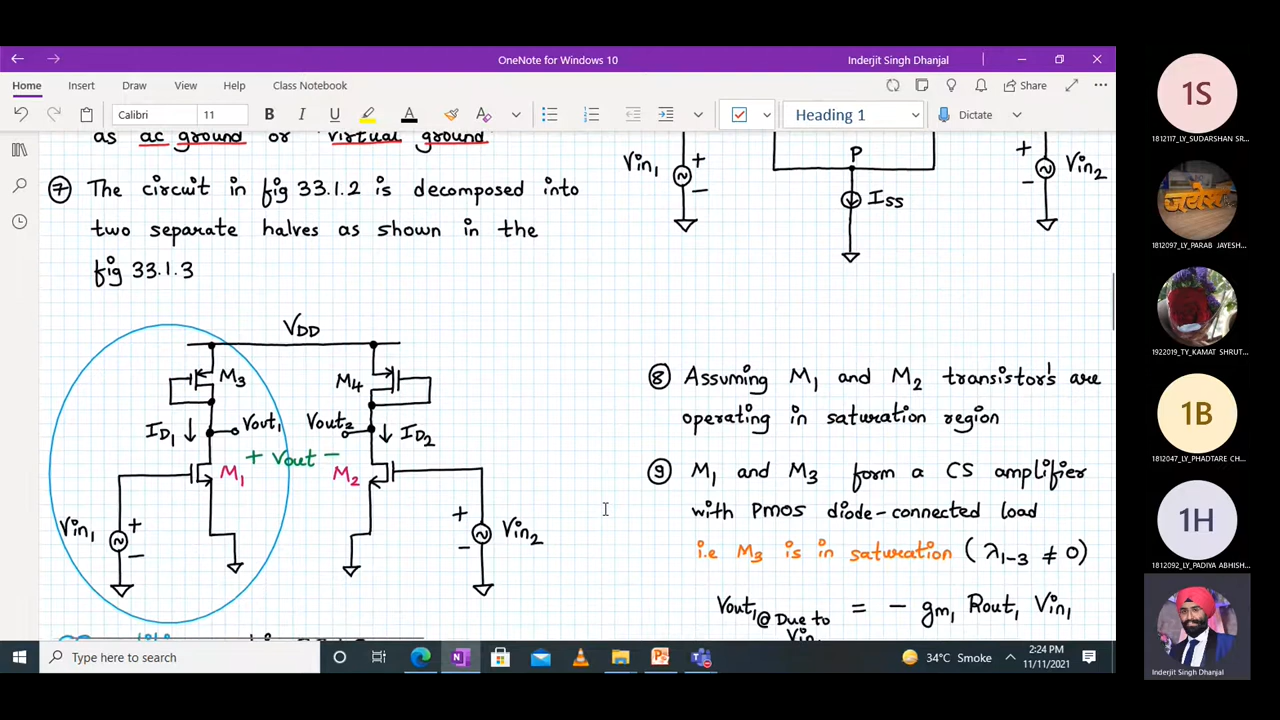 OneNote for Windows 10
Inderjit Singh Dhanjal
Home Insert Draw View Help Class Notebook
Share
Calibri 11 B I U A Heading 1 Dictate
as ac ground or virtual ground
7 The circuit in fig 33.1.2 is decomposed into
two separate halves as shown in the
fig 33.1.3
Vin1 + − P ISS + − Vin2
VDD
M3 M4
ID1 Vout1 Vout2 ID2
+ Vout −
M1 M2
Vin1 + − + − Vin2
8 Assuming M1 and M2 transistor's are
operating in saturation region
9 M1 and M3 form a CS amplifier
with PMOS diode-connected load
i.e M3 is in saturation (λ1-3 ≠ 0)
Vout1@ Due to = − gm1 Rout1 Vin1
Vin1
Type here to search
34°C Smoke
2:24 PM
11/11/2021
1S
1812117_LY_SUDARSHAN SR...
जयेश
1812097_LY_PARAB JAYESH...
1922019_TY_KAMAT SHRUT...
1B
1812047_LY_PHADTARE CH...
1H
1812092_LY_PADIYA ABHISH...
Inderjit Singh Dhanjal